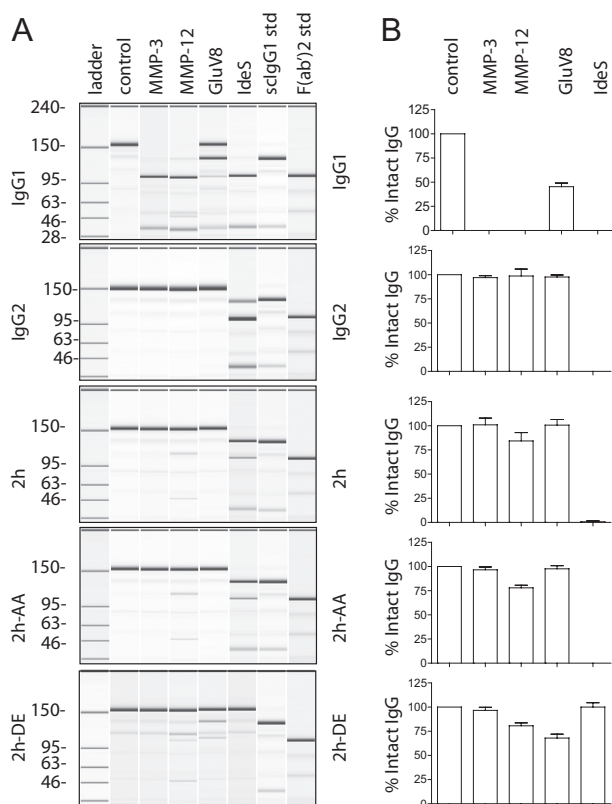 A
ladder
control
MMP-3
MMP-12
GluV8
IdeS
scIgG1 std
F(ab')2 std
240-
150-
95-
63-
46-
28-
IgG1
IgG1
150-
95-
63-
46-
IgG2
IgG2
150-
95-
63-
46-
2h
2h
150-
95-
63-
46-
2h-AA
2h-AA
150-
95-
63-
46-
2h-DE
2h-DE
B
control
MMP-3
MMP-12
GluV8
IdeS
% Intact IgG
125
100
75
50
25
0
% Intact IgG
125
100
75
50
25
0
% Intact IgG
125
100
75
50
25
0
% Intact IgG
125
100
75
50
25
0
% Intact IgG
125
100
75
50
25
0